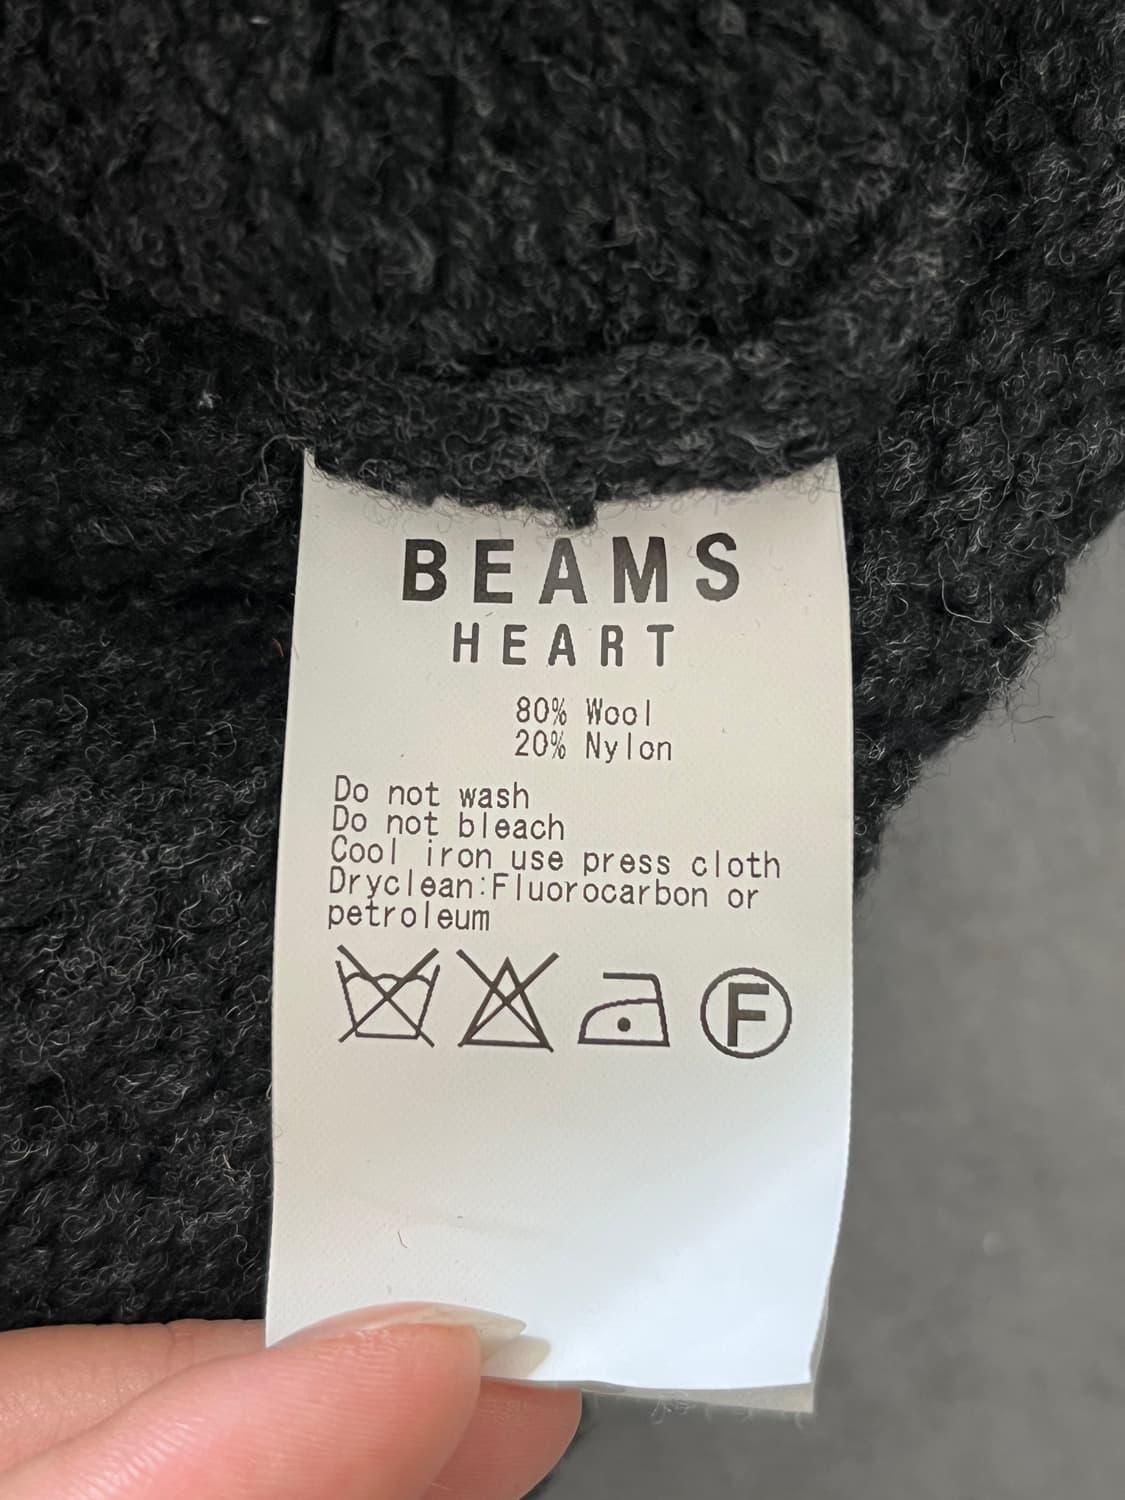 BEAMS
HEART
80% Wool
20% Nylon
Do not wash
Do not bleach
Cool iron use press cloth
Dryclean:Fluorocarbon or
petroleum
F